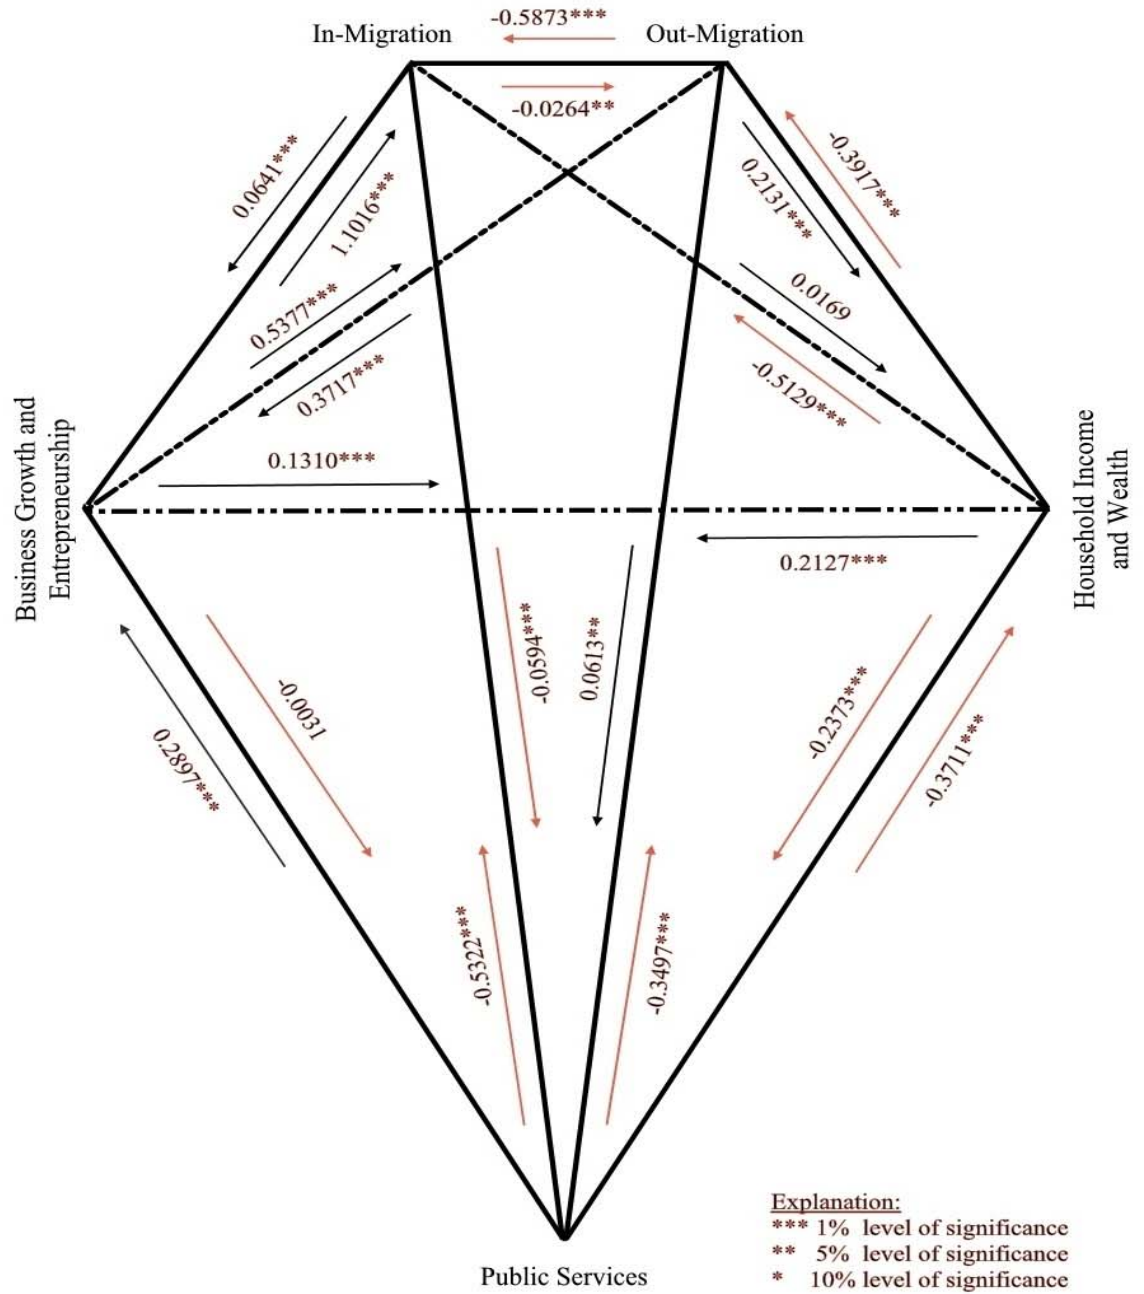 -0.5873***
In-Migration
Out-Migration
-0.0264**
0.0641***
1.1016***
0.2131***
-0.3917***
0.5377***
0.0169
0.3717***
-0.5129***
0.1310***
Business Growth and
Entrepreneurship
Household Income
and Wealth
0.2127***
-0.0594***
0.0613**
-0.0031
-0.2373***
0.2897***
-0.3711***
-0.5322***
-0.3497***
Explanation:
*** 1% level of significance
** 5% level of significance
* 10% level of significance
Public Services